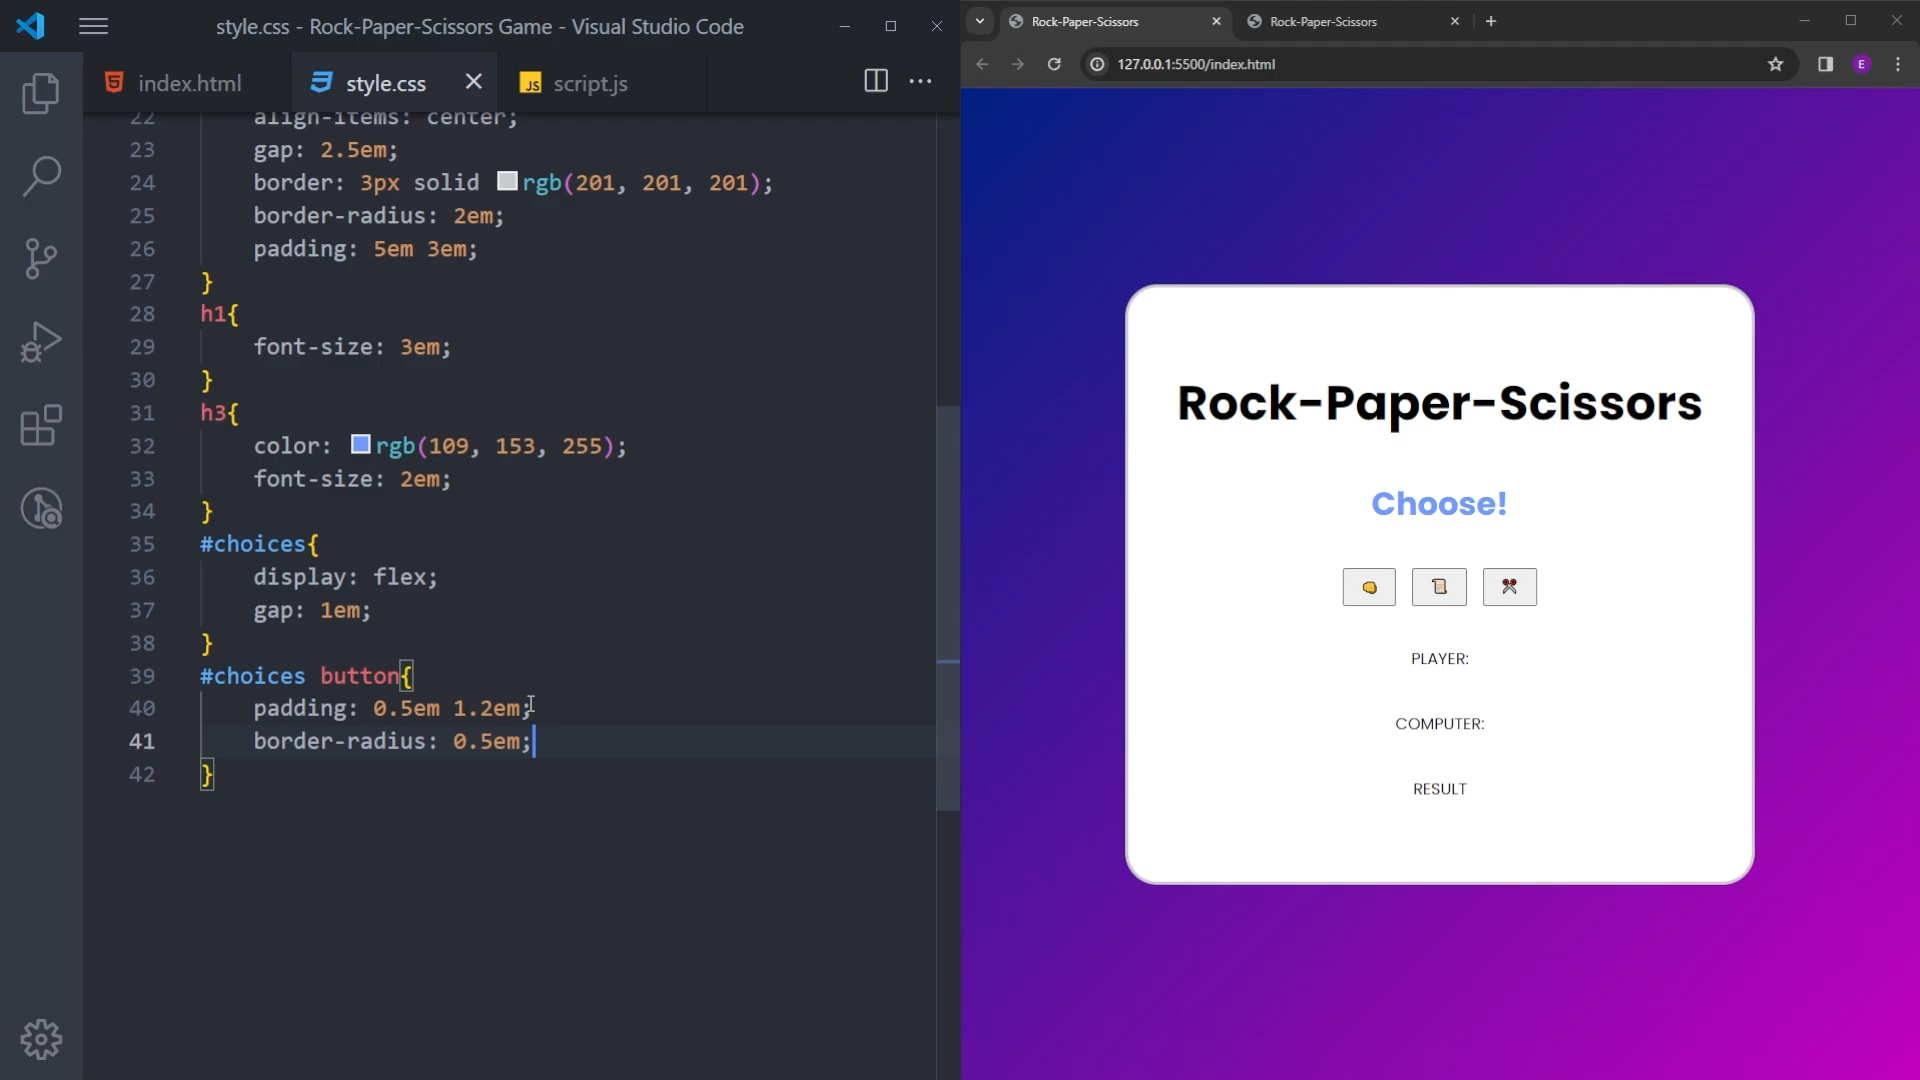 style.css - Rock-Paper-Scissors Game - Visual Studio Code
index.html
style.css
JS script.js
22 align-items: center;
23 gap: 2.5em;
24 border: 3px solid rgb(201, 201, 201);
25 border-radius: 2em;
26 padding: 5em 3em;
27 }
28 h1{
29 font-size: 3em;
30 }
31 h3{
32 color: rgb(109, 153, 255);
33 font-size: 2em;
34 }
35 #choices{
36 display: flex;
37 gap: 1em;
38 }
39 #choices button{
40 padding: 0.5em 1.2em;
41 border-radius: 0.5em;
42 }
Rock-Paper-Scissors
Rock-Paper-Scissors
127.0.0.1:5500/index.html
E
Rock-Paper-Scissors
Choose!
PLAYER:
COMPUTER:
RESULT